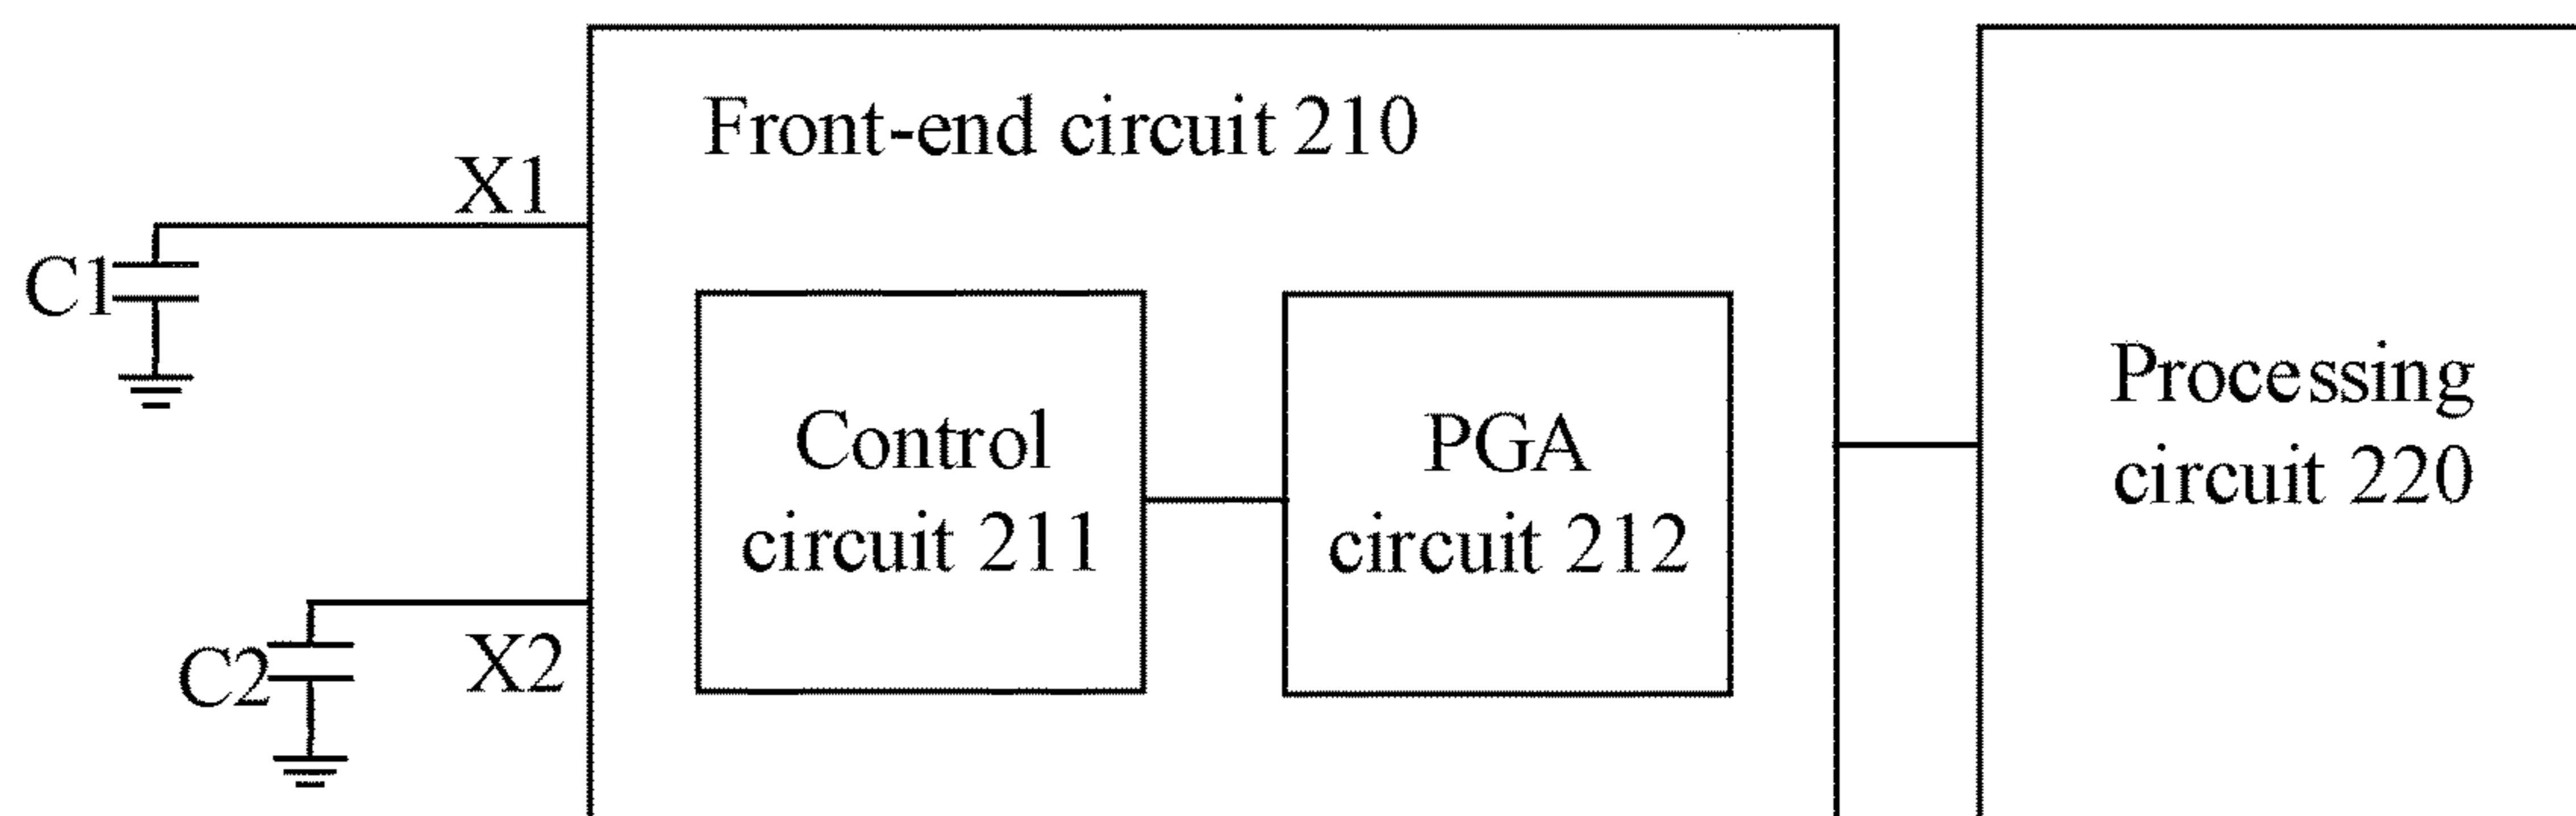 Front-end circuit 210
X1
C1
Control
circuit 211
PGA
circuit 212
Processing
circuit 220
X2
C2